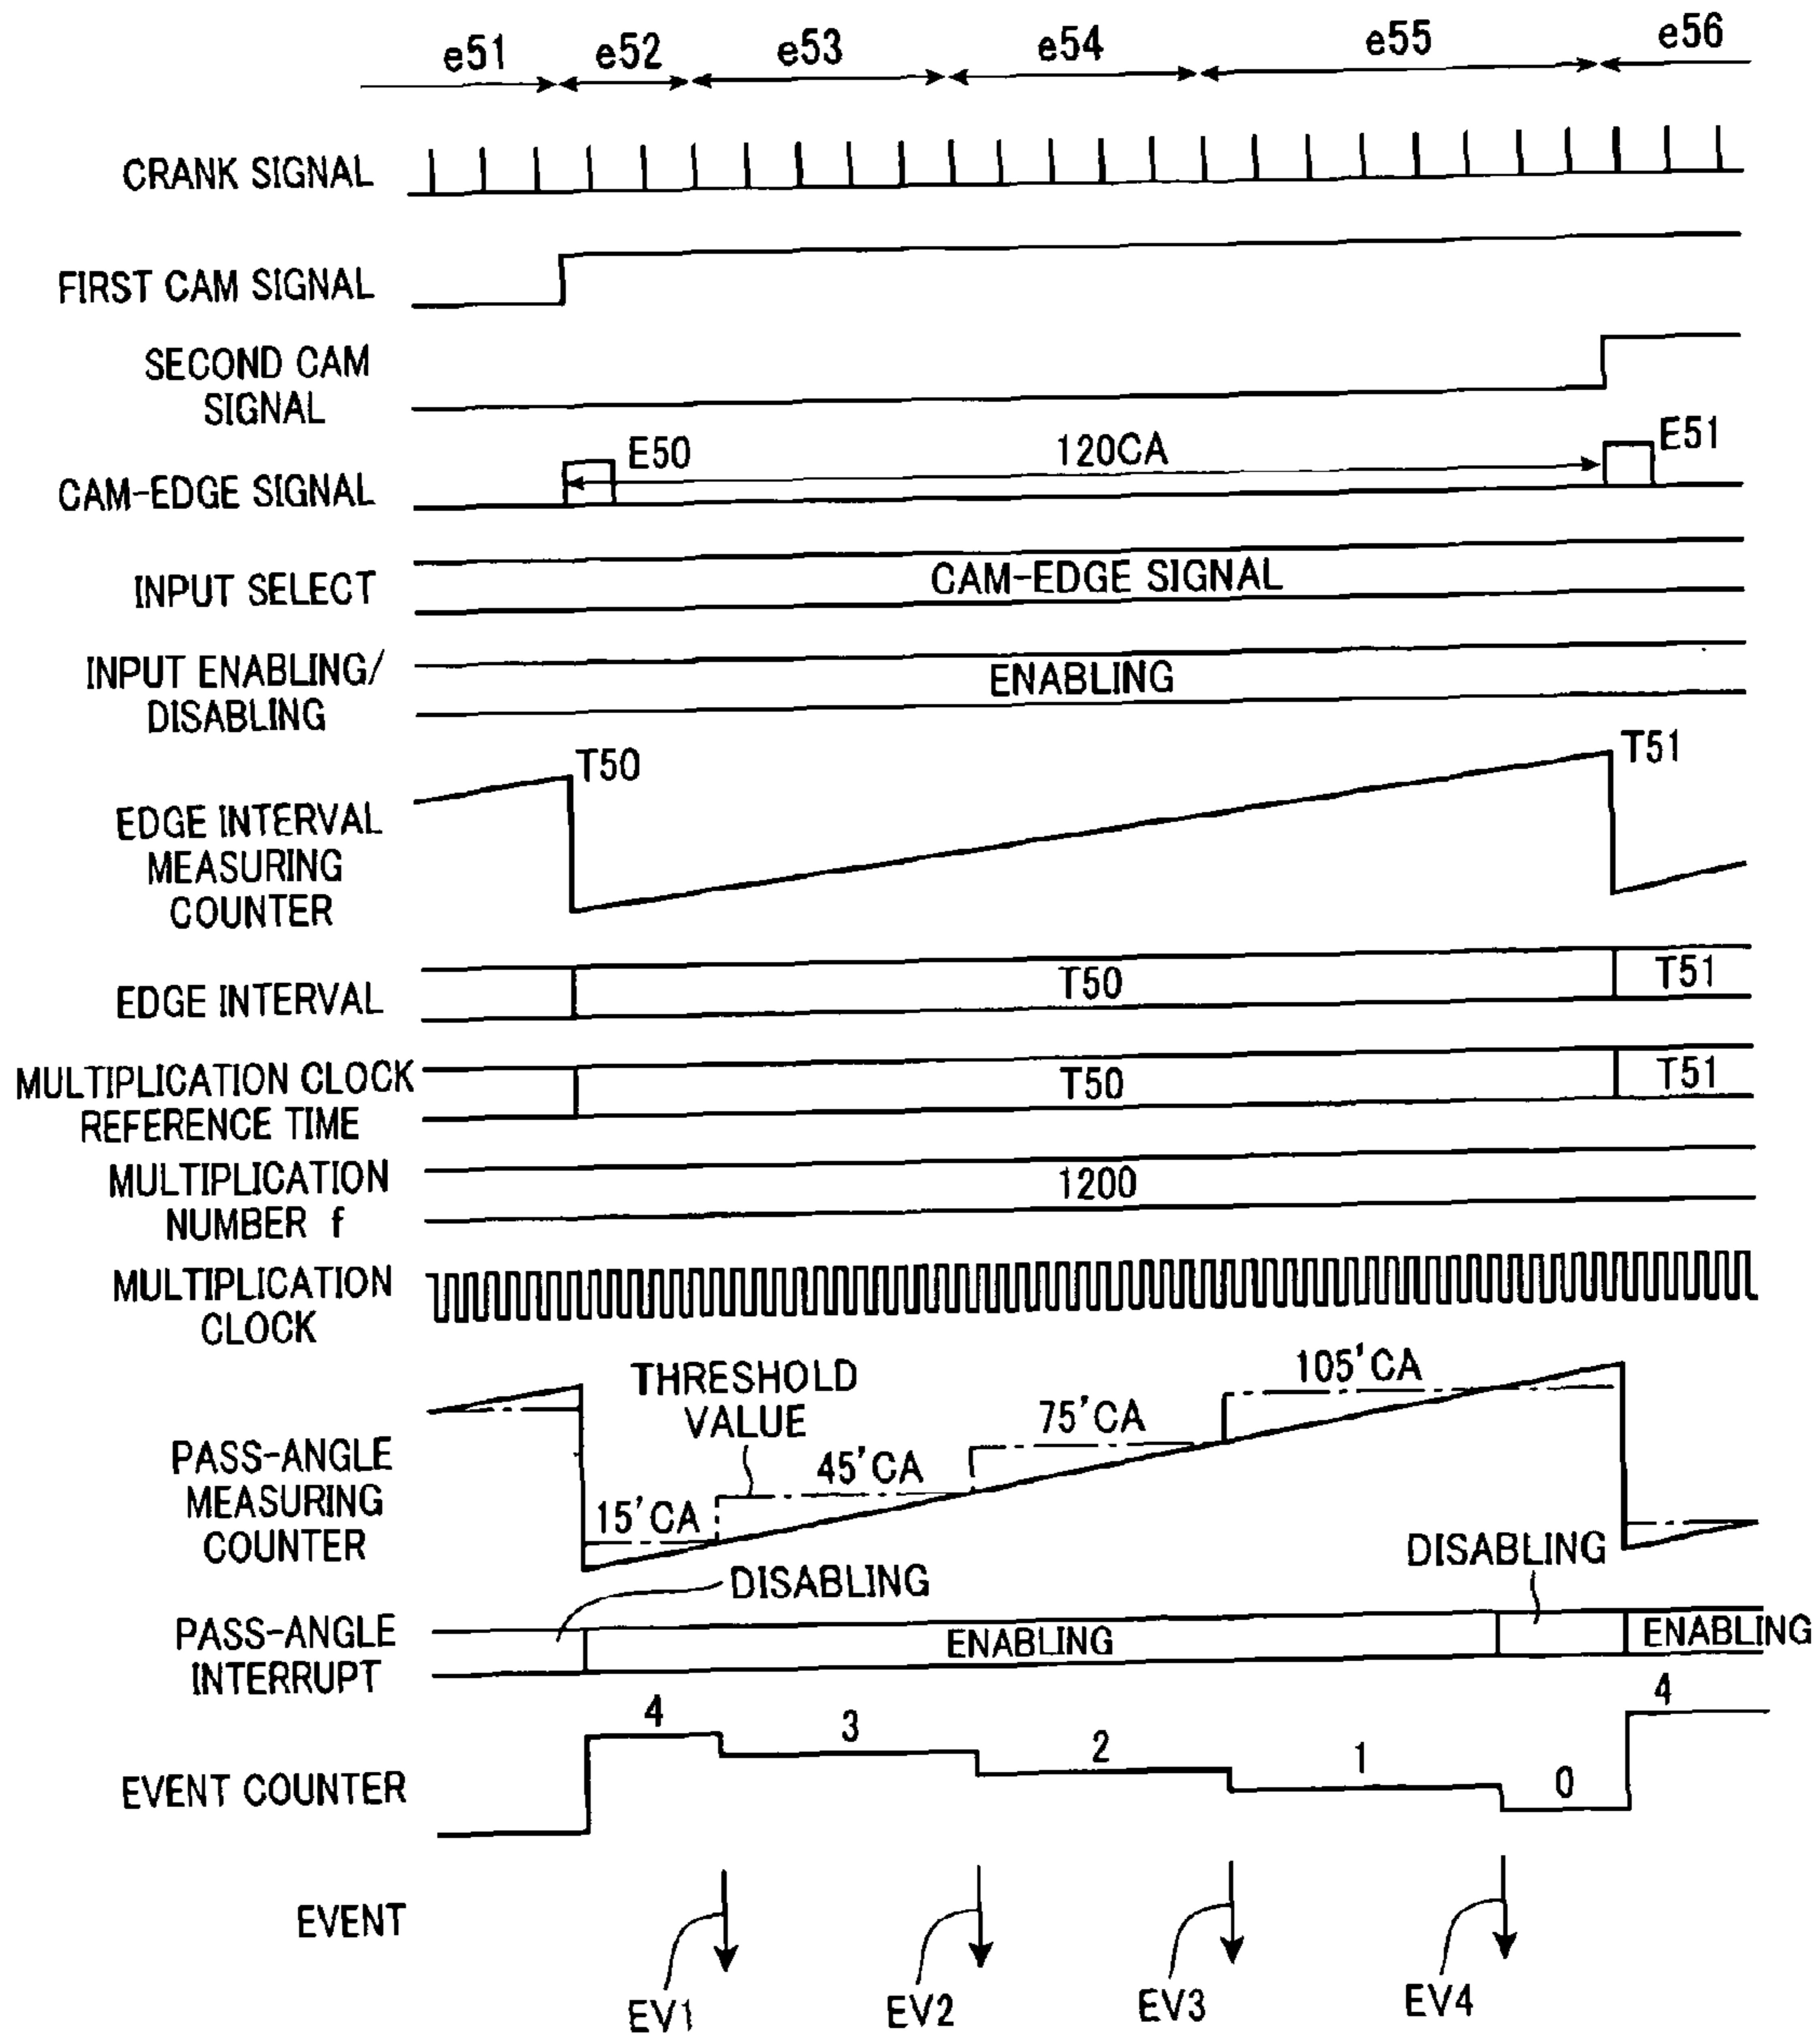 e51 e52 e53 e54 e55 e56
CRANK SIGNAL
FIRST CAM SIGNAL
SECOND CAM
SIGNAL
E50 120CA E51
CAM-EDGE SIGNAL
INPUT SELECT CAM-EDGE SIGNAL
INPUT ENABLING/
DISABLING
ENABLING
T50 T51
EDGE INTERVAL
MEASURING
COUNTER
EDGE INTERVAL T50 T51
MULTIPLICATION CLOCK
REFERENCE TIME
T50 T51
MULTIPLICATION
NUMBER f
1200
MULTIPLICATION
CLOCK
THRESHOLD
VALUE
15'CA 45'CA 75'CA 105'CA
PASS-ANGLE
MEASURING
COUNTER
DISABLING DISABLING
PASS-ANGLE
INTERRUPT
ENABLING ENABLING
4 3 2 1 0 4
EVENT COUNTER
EVENT
EV1 EV2 EV3 EV4